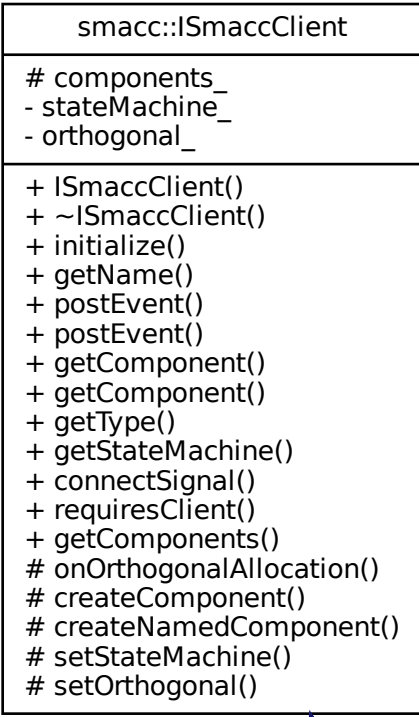 smacc::ISmaccClient
# components_
- stateMachine_
- orthogonal_
+ ISmaccClient()
+ ~ISmaccClient()
+ initialize()
+ getName()
+ postEvent()
+ postEvent()
+ getComponent()
+ getComponent()
+ getType()
+ getStateMachine()
+ connectSignal()
+ requiresClient()
+ getComponents()
# onOrthogonalAllocation()
# createComponent()
# createNamedComponent()
# setStateMachine()
# setOrthogonal()